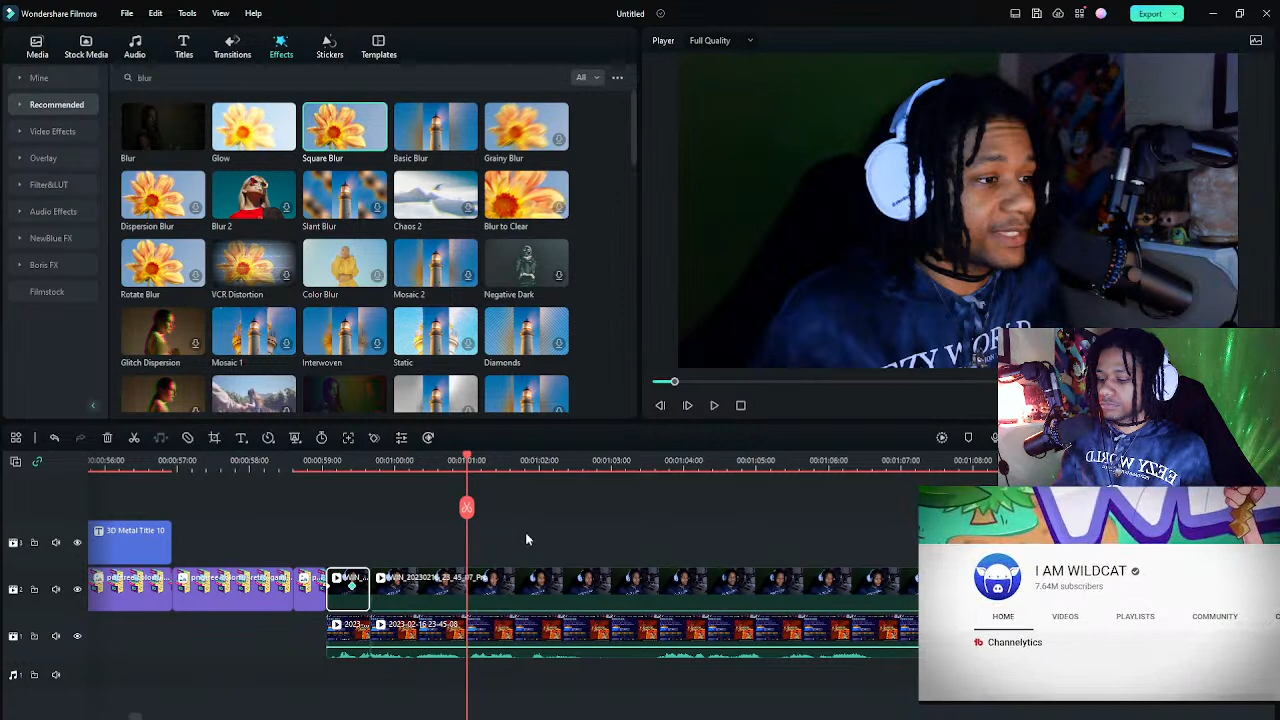 Wondershare Filmora File Edit Tools View Help Untitled Export
Media Stock Media Audio Titles Transitions Effects Stickers Templates
Player Full Quality
Mine
Recommended
Video Effects
Overlay
Filter&LUT
Audio Effects
NewBlue FX
Boris FX
Filmstock
blur All
Blur Glow Square Blur Basic Blur Grainy Blur
Dispersion Blur Blur 2 Slant Blur Chaos 2 Blur to Clear
Rotate Blur VCR Distortion Color Blur Mosaic 2 Negative Dark
Glitch Dispersion Mosaic 1 Interwoven Static Diamonds
00:00:56:00 00:00:57:00 00:00:58:00 00:00:59:00 00:01:00:00 00:01:01:00 00:01:02:00 00:01:03:00 00:01:04:00 00:01:05:00 00:01:06:00 00:01:07:00 00:01:08:00
3D Metal Title 10
I AM WILDCAT
7.64M subscribers
HOME VIDEOS PLAYLISTS COMMUNITY
Channelytics